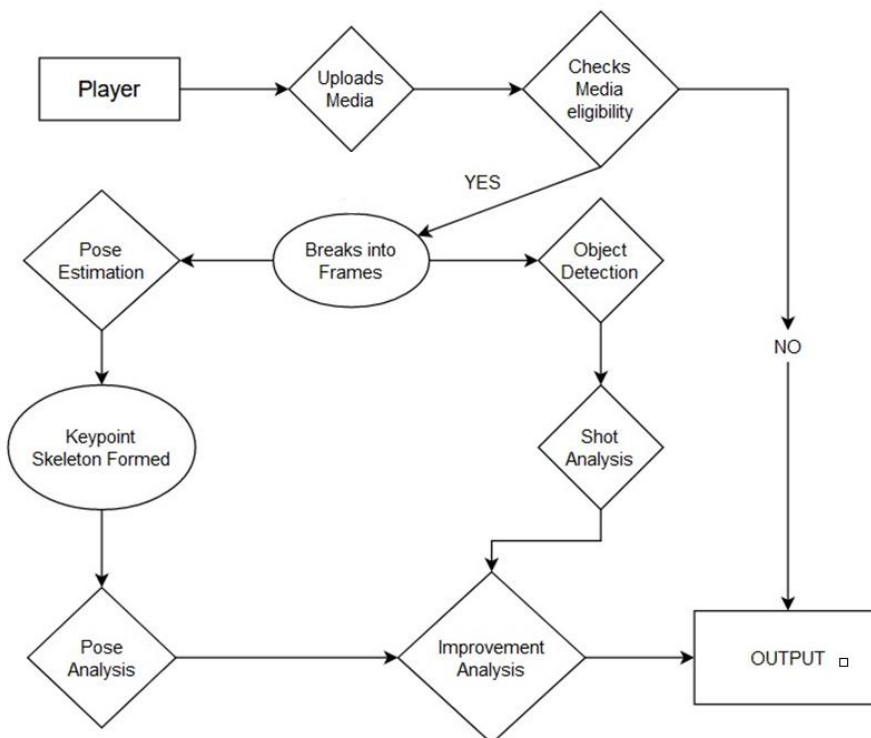 Player
Uploads
Media
Checks
Media
eligibility
YES
Pose
Estimation
Breaks into
Frames
Object
Detection
NO
Keypoint
Skeleton Formed
Shot
Analysis
Pose
Analysis
Improvement
Analysis
OUTPUT